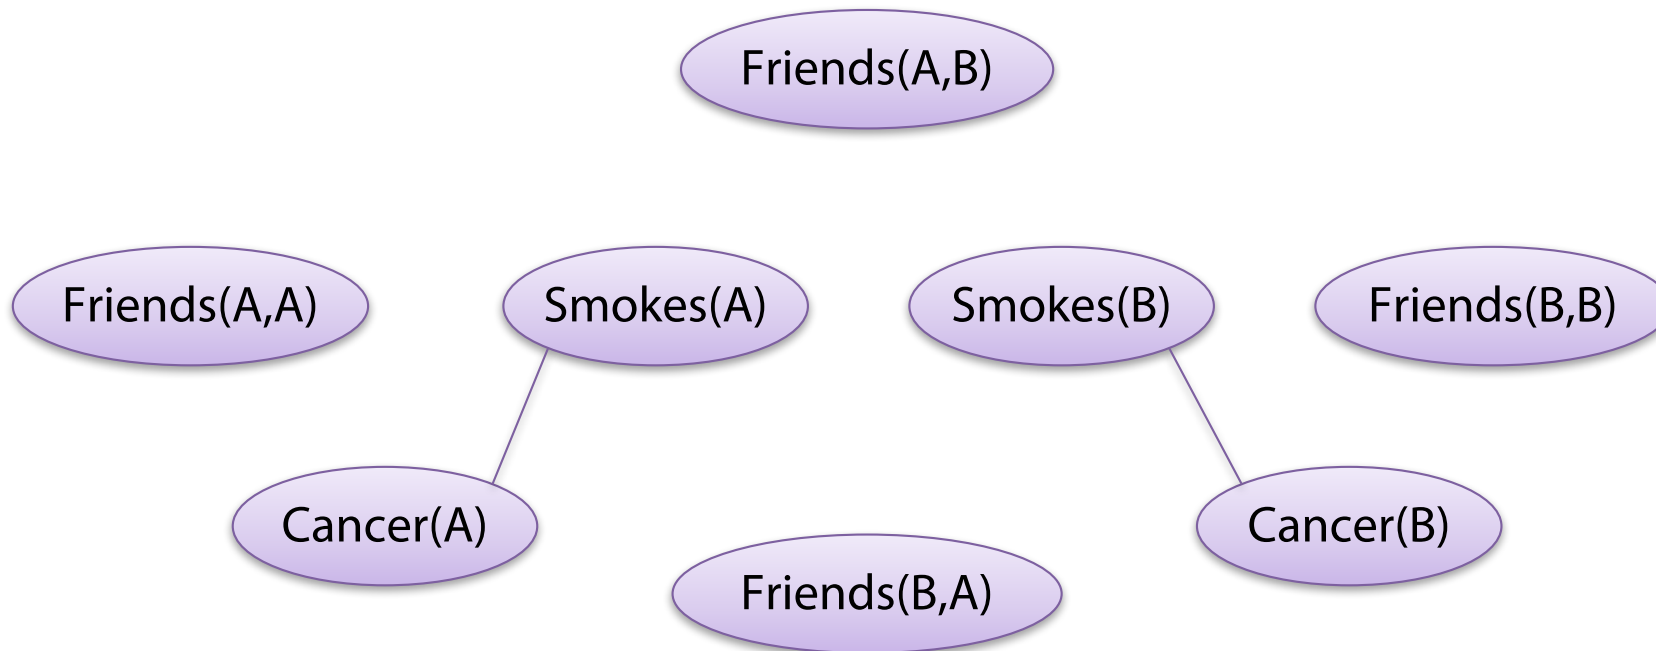 Friends(A,B)
Friends(A,A)
Smokes(A)
Smokes(B)
Friends(B,B)
Cancer(A)
Cancer(B)
Friends(B,A)